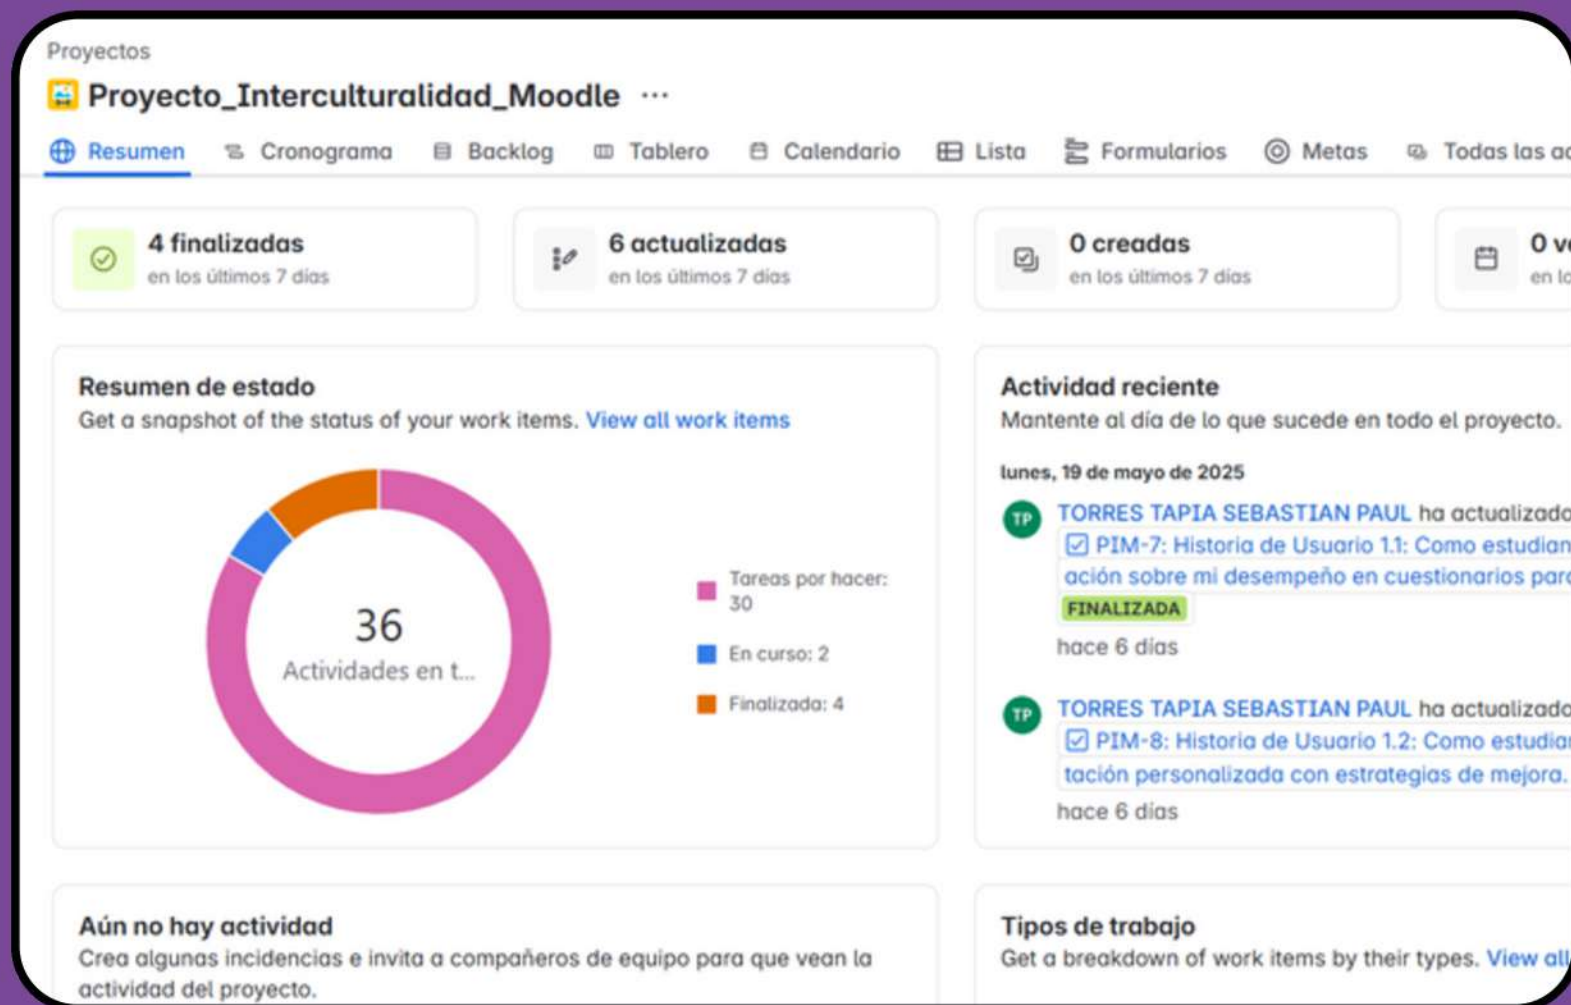 Proyectos
Proyecto_Interculturalidad_Moodle ...
Resumen Cronograma Backlog Tablero Calendario Lista Formularios Metas Todas las
4 finalizadas
en los últimos 7 días
6 actualizadas
en los últimos 7 días
0 creadas
en los últimos 7 días
0
Resumen de estado
Get a snapshot of the status of your work items. View all work items
36
Actividades en t...
Tareas por hacer:
30
En curso: 2
Finalizada: 4
Actividad reciente
Mantente al día de lo que sucede en todo el proyecto.
lunes, 19 de mayo de 2025
TP
TORRES TAPIA SEBASTIAN PAUL ha actualizado
PIM-7: Historia de Usuario 1.1: Como
ación sobre mi desempeño en cuestionarios
FINALIZADA
hace 6 días
TP
TORRES TAPIA SEBASTIAN PAUL ha actualizado
PIM-8: Historia de Usuario 1.2: Como
tación personalizada con estrategias de mejora.
hace 6 días
Aún no hay actividad
Crea algunas incidencias e invita a compañeros de equipo para que vean la
actividad del proyecto.
Tipos de trabajo
Get a breakdown of work items by their types. View all